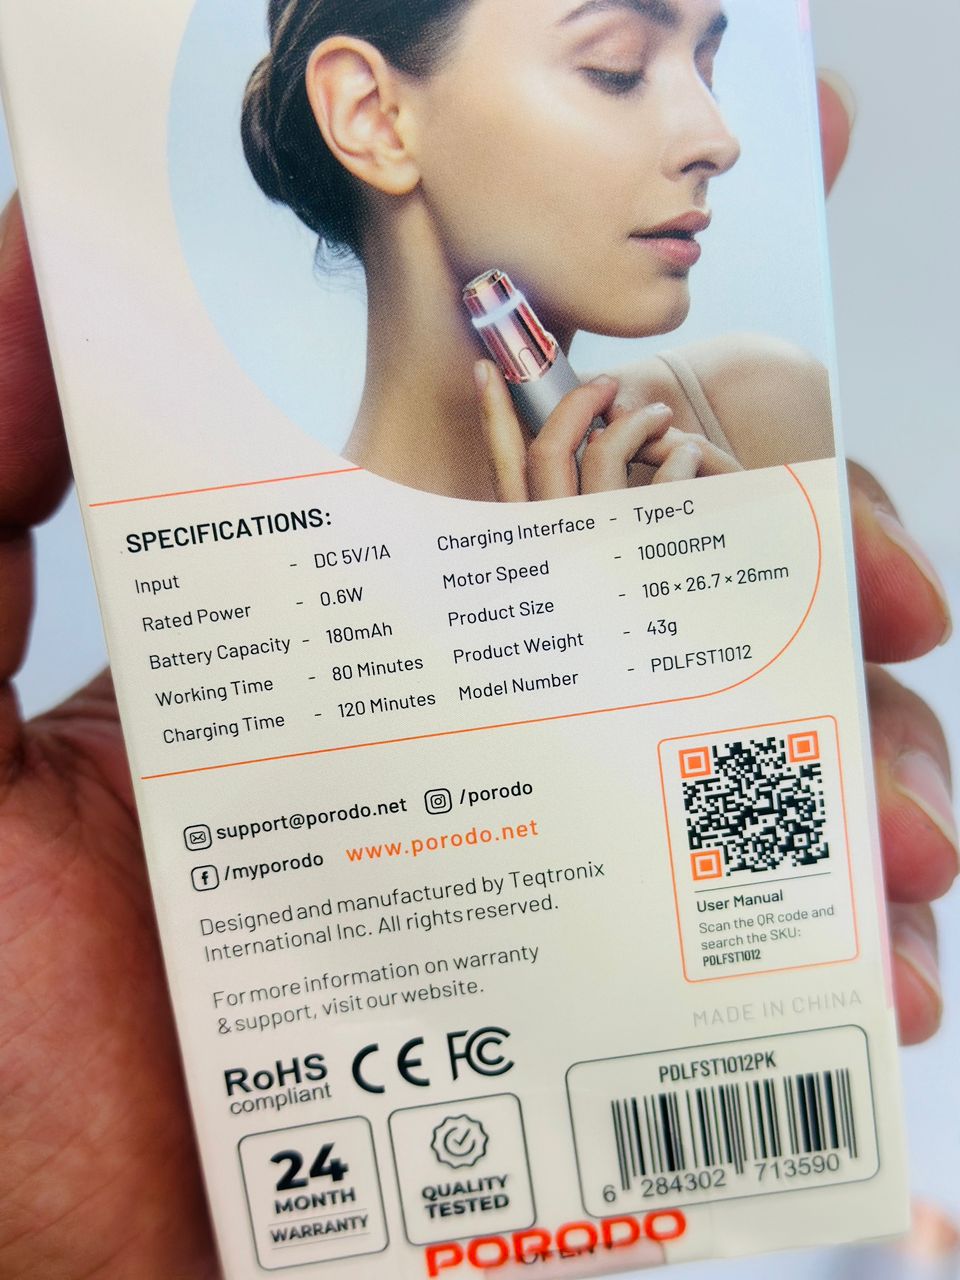 SPECIFICATIONS:
Input - DC 5V/1A
Rated Power - 0.6W
Battery Capacity - 180mAh
Working Time - 80 Minutes
Charging Time - 120 Minutes
Charging Interface - Type-C
Motor Speed - 10000RPM
Product Size - 106 × 26.7 × 26mm
Product Weight - 43g
Model Number - PDLFST1012
support@porodo.net /porodo
/myporodo www.porodo.net
Designed and manufactured by Teqtronix
International Inc. All rights reserved.
For more information on warranty
& support, visit our website.
User Manual
Scan the QR code and
search the SKU:
PDLFST1012
MADE IN CHINA
RoHS
compliant
CE FC
24
MONTH
WARRANTY
QUALITY
TESTED
PDLFST1012PK
6 284302 713590
PORODO